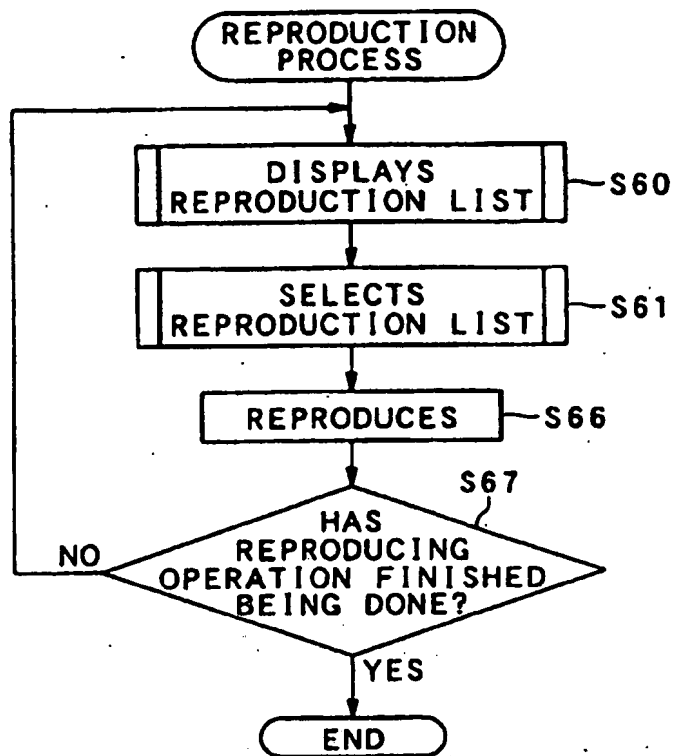 REPRODUCTION
PROCESS
DISPLAYS
REPRODUCTION LIST
S60
SELECTS
REPRODUCTION LIST
S61
REPRODUCES
S66
S67
HAS
REPRODUCING
OPERATION FINISHED
BEING DONE?
NO
YES
END